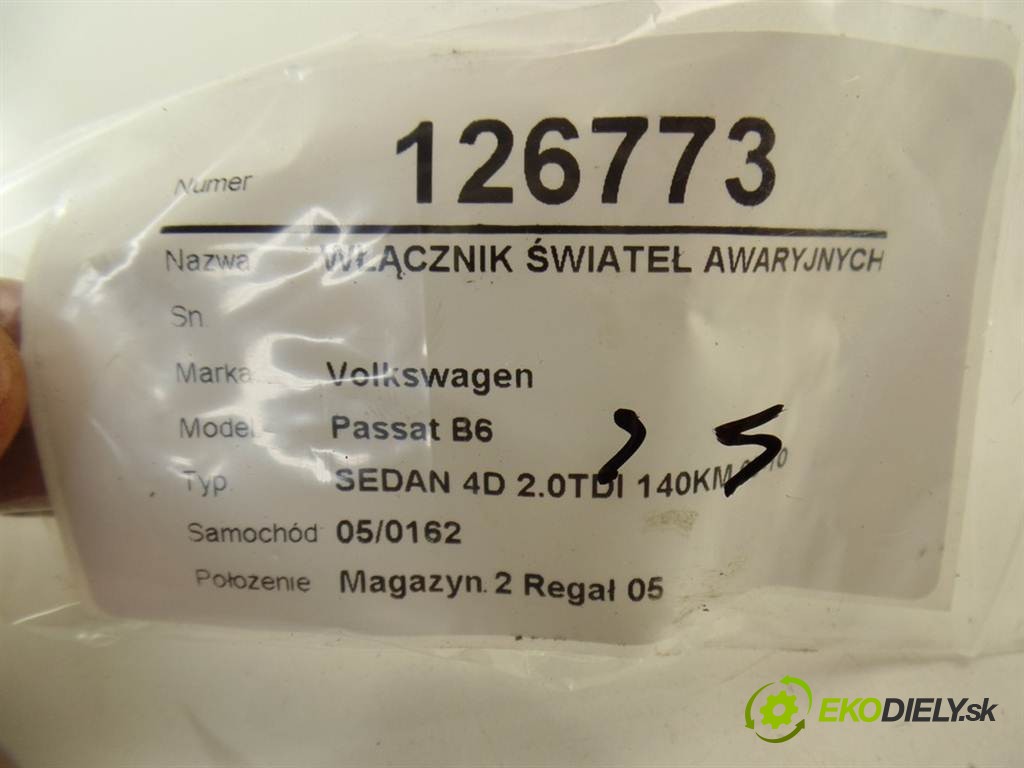 Numer 126773
Nazwa WŁĄCZNIK ŚWIATEŁ AWARYJNYCH
Sn.
Marka Volkswagen
Model Passat B6
Typ SEDAN 4D 2.0TDI 140KM
Samochód 05/0162
Położenie Magazyn. 2 Regał 05
EKODIELY.sk